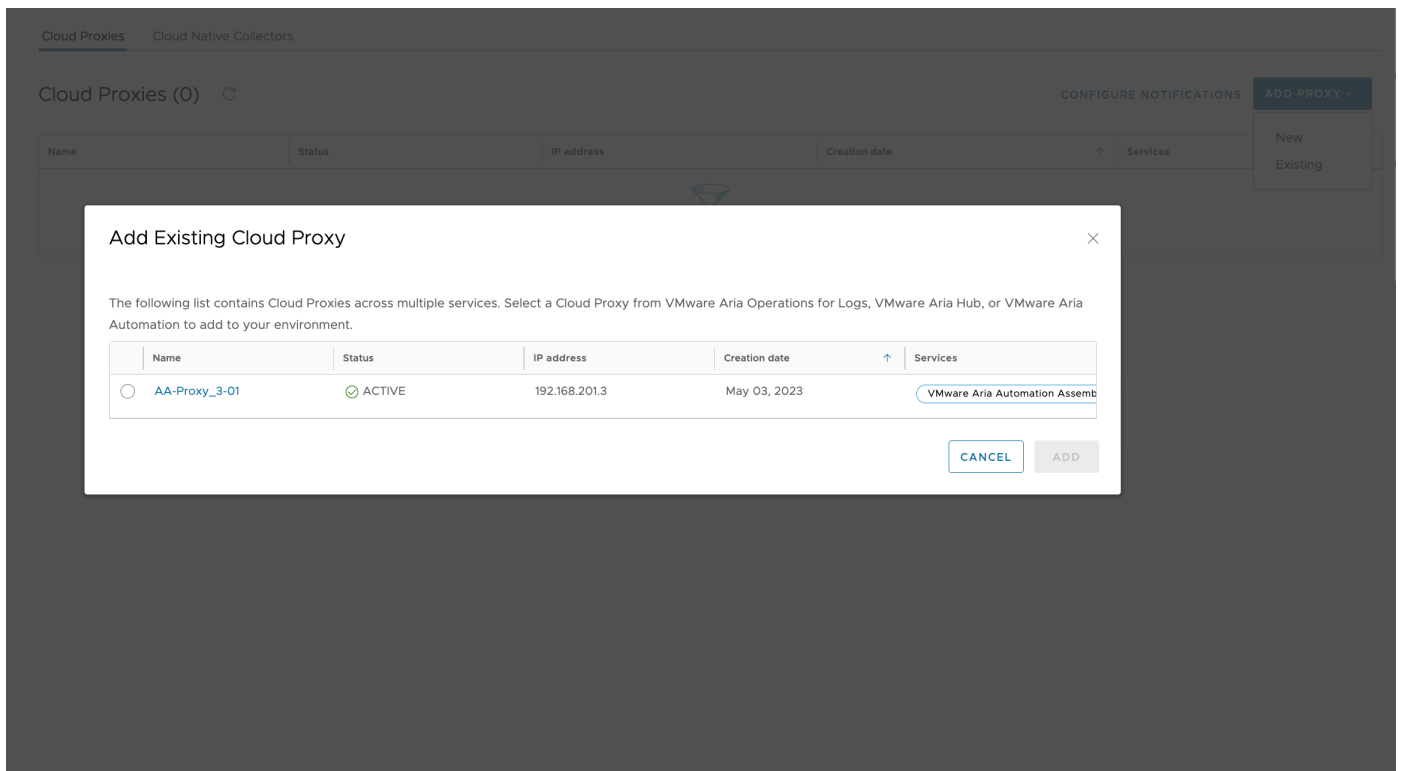 Cloud Proxies Cloud Native Collectors
Cloud Proxies (0) CONFIGURE NOTIFICATIONS ADD PROXY
New
Name Status IP address Creation date Services
Existing
Add Existing Cloud Proxy
The following list contains Cloud Proxies across multiple services. Select a Cloud Proxy from VMware Aria Operations for Logs, VMware Aria Hub, or VMware Aria
Automation to add to your environment.
Name Status IP address Creation date Services
AA-Proxy_3-01 ACTIVE 192.168.201.3 May 03, 2023 VMware Aria Automation Assemb
CANCEL ADD